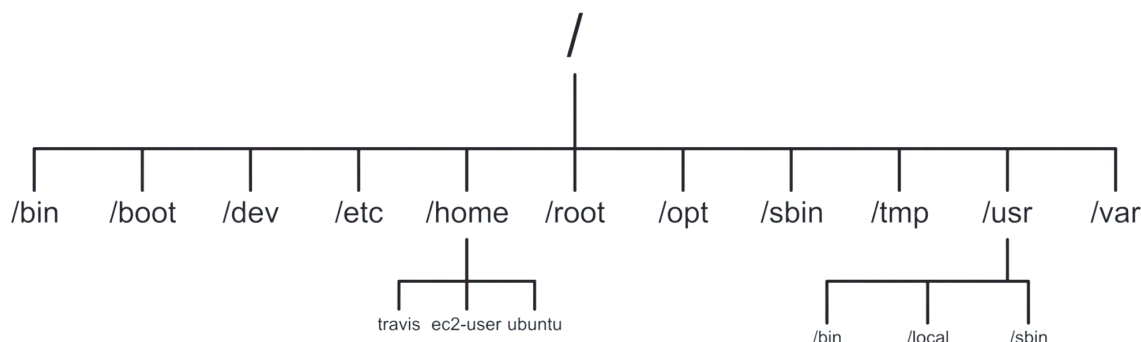 /
/bin /boot /dev /etc /home /root /opt /sbin /tmp /usr /var
travis ec2-user ubuntu
/bin /local /sbin